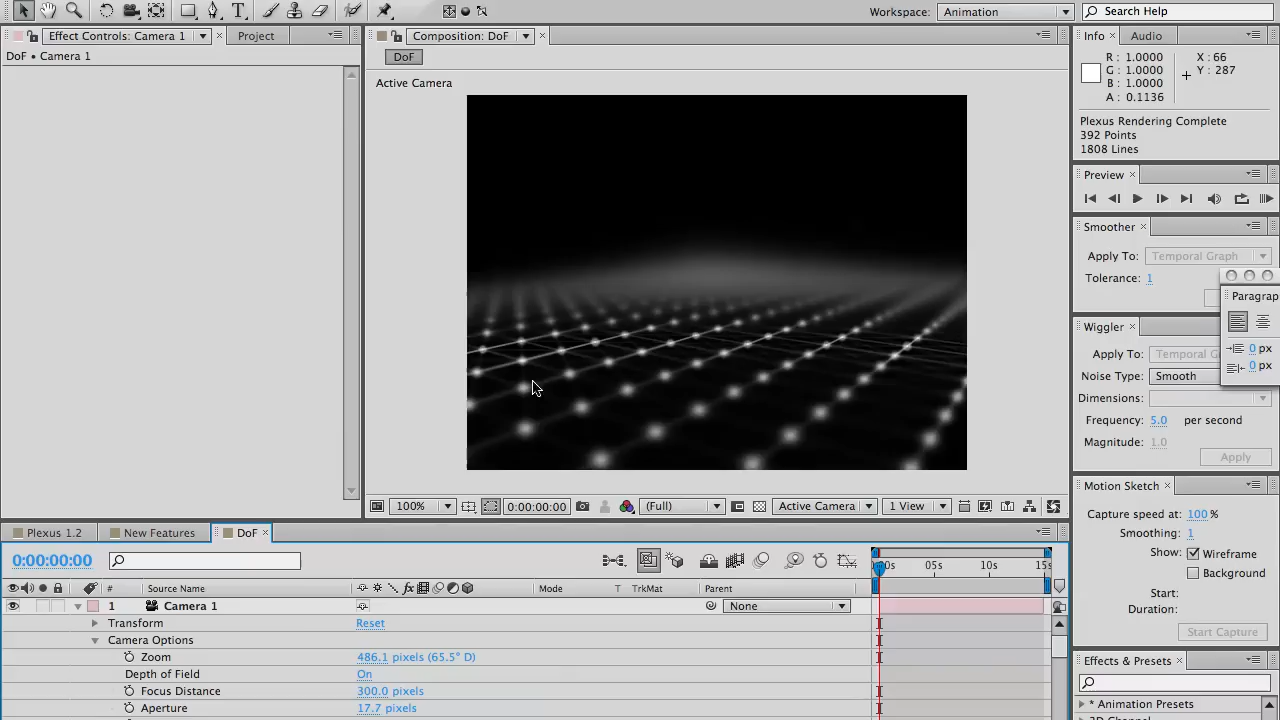 Workspace: Animation
Search Help
Effect Controls: Camera 1
Project
Composition: DoF
Info
Audio
DoF • Camera 1
DoF
R : 1.0000
G : 1.0000
B : 1.0000
A : 0.1136
X : 66
Y : 287
Active Camera
Plexus Rendering Complete
392 Points
1808 Lines
Preview
Smoother
Apply To: Temporal Graph
Tolerance: 1
Paragrap
Wiggler
0 px
Apply To: Temporal
0 px
Noise Type: Smooth
Dimensions:
Frequency: 5.0 per second
Magnitude: 1.0
Apply
Motion Sketch
100%
0:00:00:00
(Full)
Active Camera
1 View
Capture speed at: 100 %
Smoothing: 1
Show: Wireframe
Background
Start:
Duration:
Start Capture
Plexus 1.2
New Features
DoF
0:00:00:00
05s
10s
15s
# Source Name
Mode
T TrkMat
Parent
1 Camera 1
None
Transform
Reset
Camera Options
Zoom
486.1 pixels (65.5° D)
Depth of Field
On
Focus Distance
300.0 pixels
Aperture
17.7 pixels
Effects & Presets
* Animation Presets